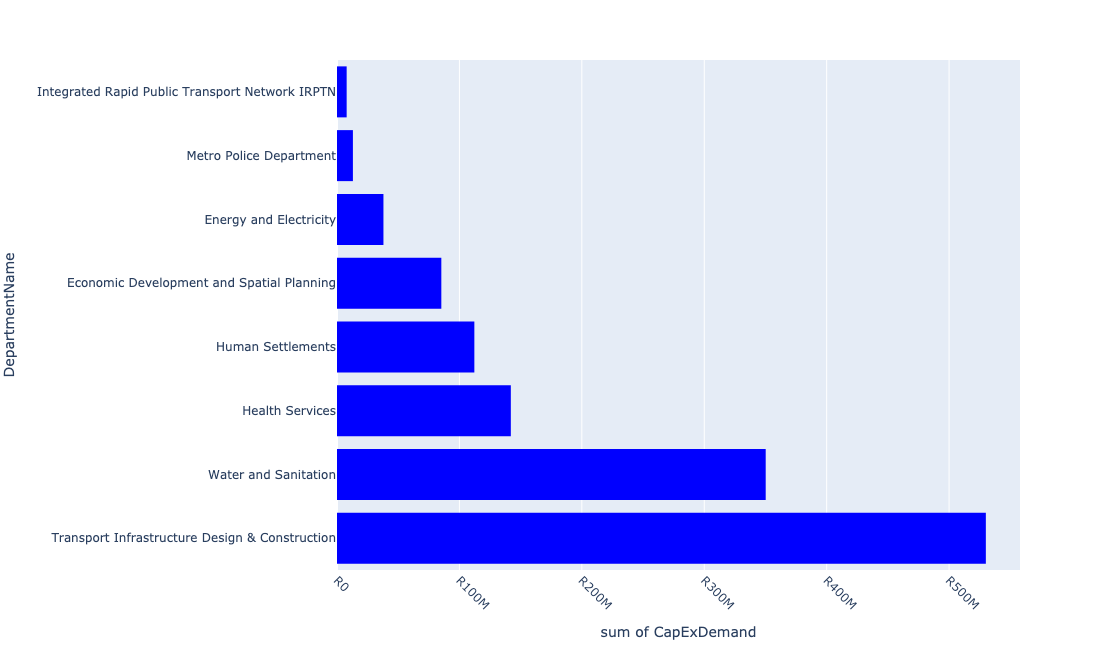 Integrated Rapid Public Transport Network IRPTN
Metro Police Department
Energy and Electricity
Economic Development and Spatial Planning
Human Settlements
Health Services
Water and Sanitation
Transport Infrastructure Design & Construction
DepartmentName
R0
R100M
R200M
R300M
R400M
R500M
sum of CapExDemand